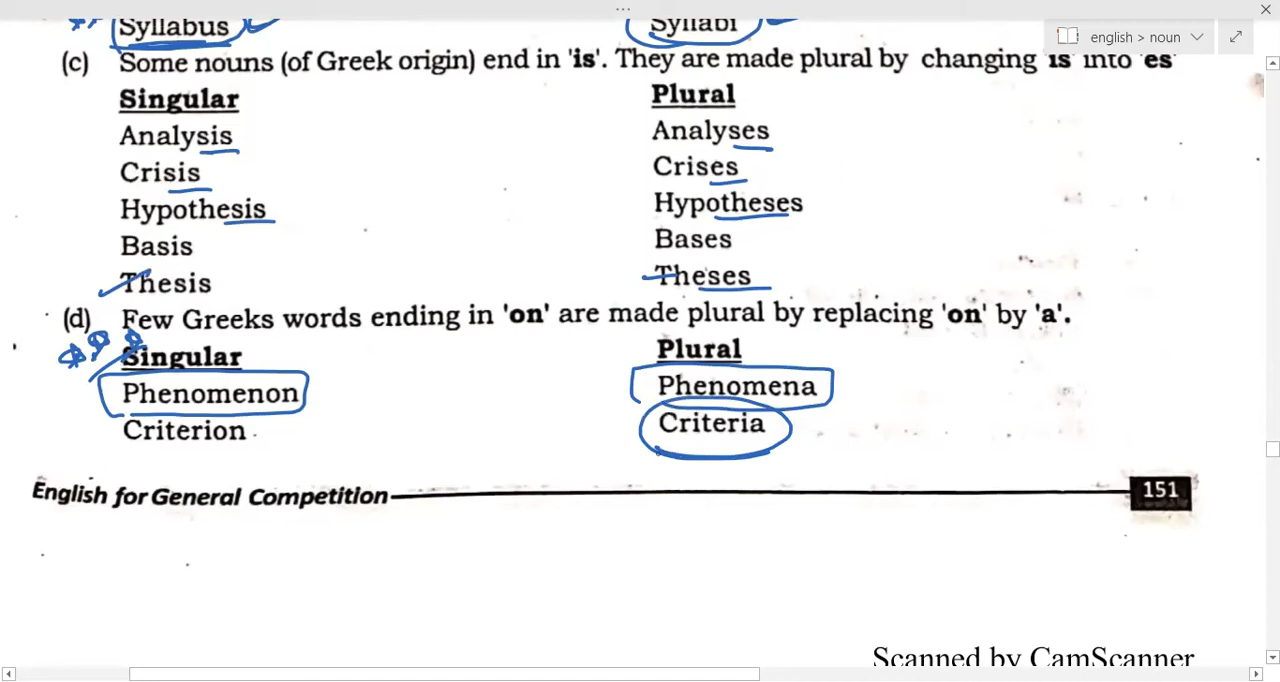 Syllabus Syllabi
english > noun
(c) Some nouns (of Greek origin) end in 'is'. They are made plural by changing 'is' into 'es'
Singular Plural
Analysis Analyses
Crisis Crises
Hypothesis Hypotheses
Basis Bases
Thesis Theses
(d) Few Greeks words ending in 'on' are made plural by replacing 'on' by 'a'.
Singular Plural
Phenomenon Phenomena
Criterion Criteria
English for General Competition 151
Scanned by CamScanner